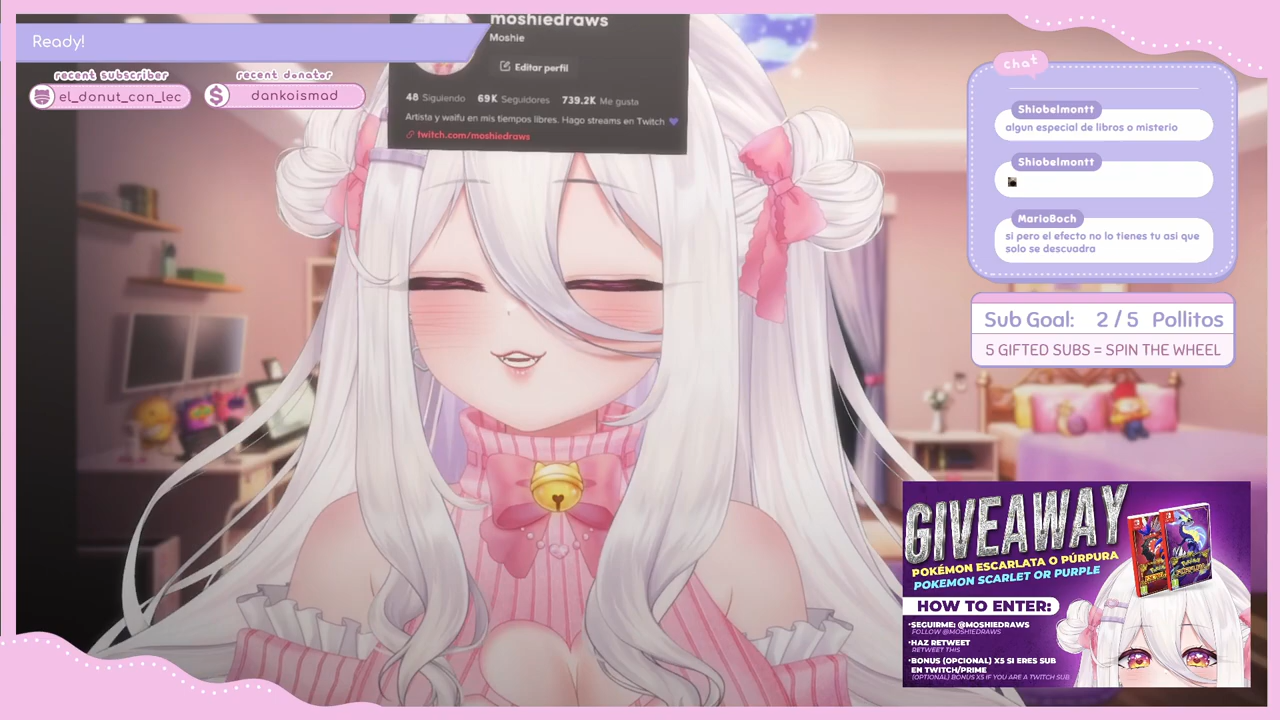 Ready!
recent subscriber
el_donut_con_lec
recent donator
dankoismad
moshiedraws
Moshie
Editar perfil
48 Siguiendo 69K Seguidores 739.2K Me gusta
Artista y waifu en mis tiempos libres. Hago streams en Twitch 💜
twitch.com/moshiedraws
chat
Shiobelmontt
algun especial de libros o misterio
Shiobelmontt
MarioBoch
si pero el efecto no lo tienes tu asi que
solo se descuadra
Sub Goal: 2 / 5 Pollitos
5 GIFTED SUBS = SPIN THE WHEEL
GIVEAWAY
POKÉMON ESCARLATA O PÚRPURA
POKEMON SCARLET OR PURPLE
HOW TO ENTER:
•SEGUIRME: @MOSHIEDRAWS
FOLLOW @MOSHIEDRAWS
•HAZ RETWEET
RETWEET THIS
•BONUS (OPCIONAL) X5 SI ERES SUB
EN TWITCH/PRIME
(OPTIONAL) BONUS X5 IF YOU ARE A TWITCH SUB